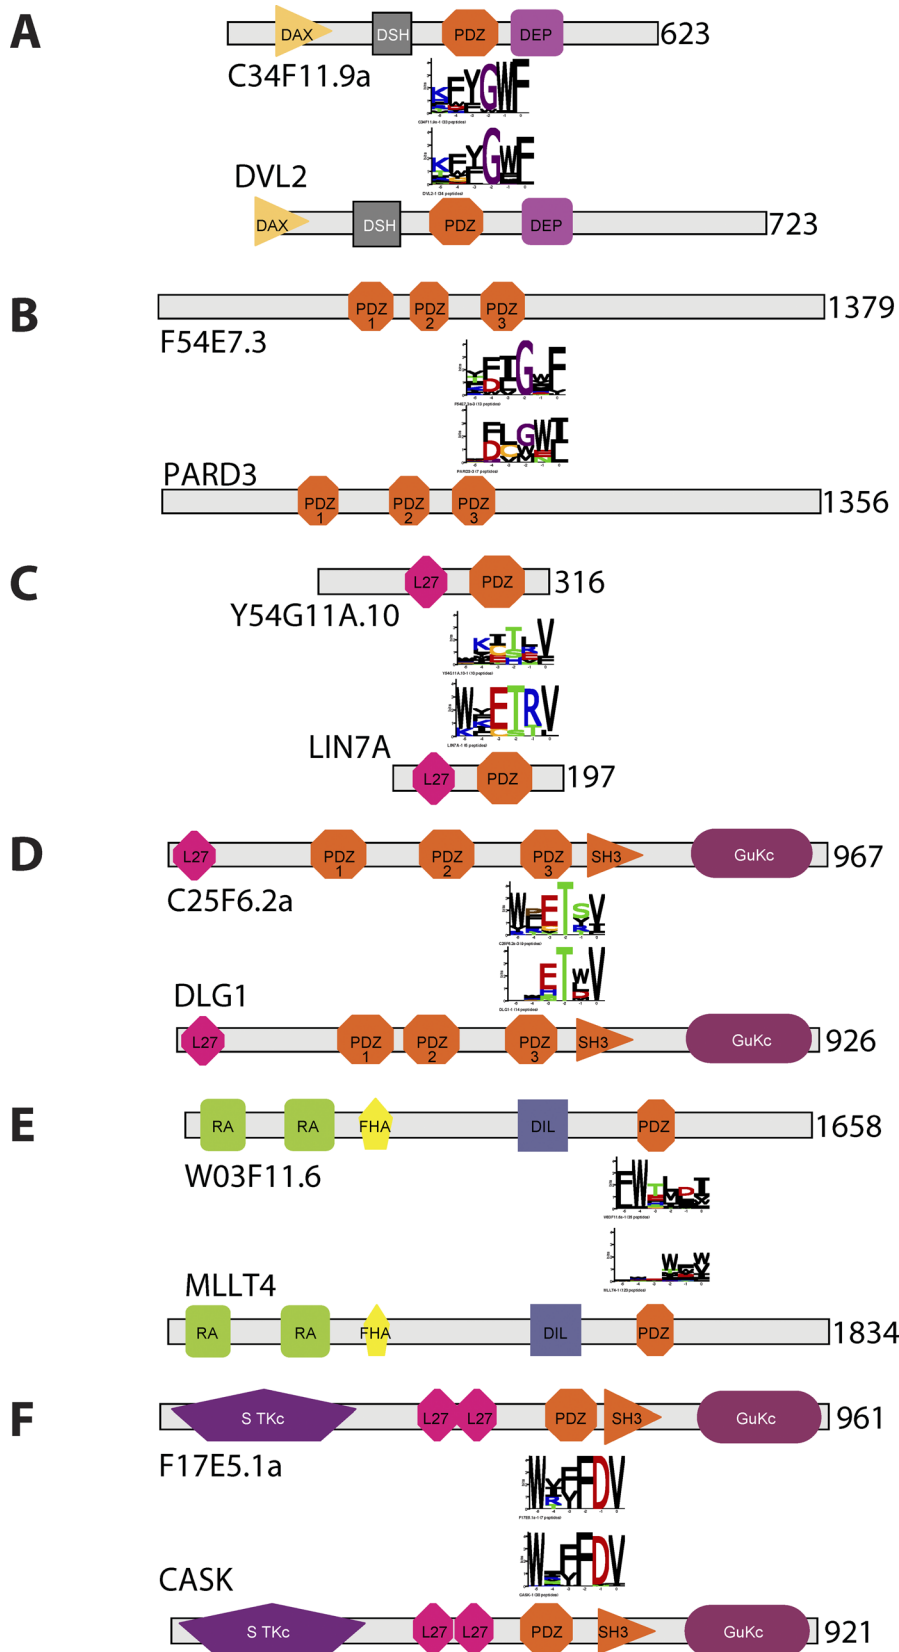 A
DAX DSH PDZ DEP 623
C34F11.9a
DVL2
DAX DSH PDZ DEP 723
B
PDZ 1 PDZ 2 PDZ 3 1379
F54E7.3
PARD3
PDZ 1 PDZ 2 PDZ 3 1356
C
L27 PDZ 316
Y54G11A.10
LIN7A
L27 PDZ 197
D
L27 PDZ 1 PDZ 2 PDZ 3 SH3 GuKc 967
C25F6.2a
DLG1
L27 PDZ 1 PDZ 2 PDZ 3 SH3 GuKc 926
E
RA RA FHA DIL PDZ 1658
W03F11.6
MLLT4
RA RA FHA DIL PDZ 1834
F
S TKc L27 L27 PDZ SH3 GuKc 961
F17E5.1a
CASK
S TKc L27 L27 PDZ SH3 GuKc 921